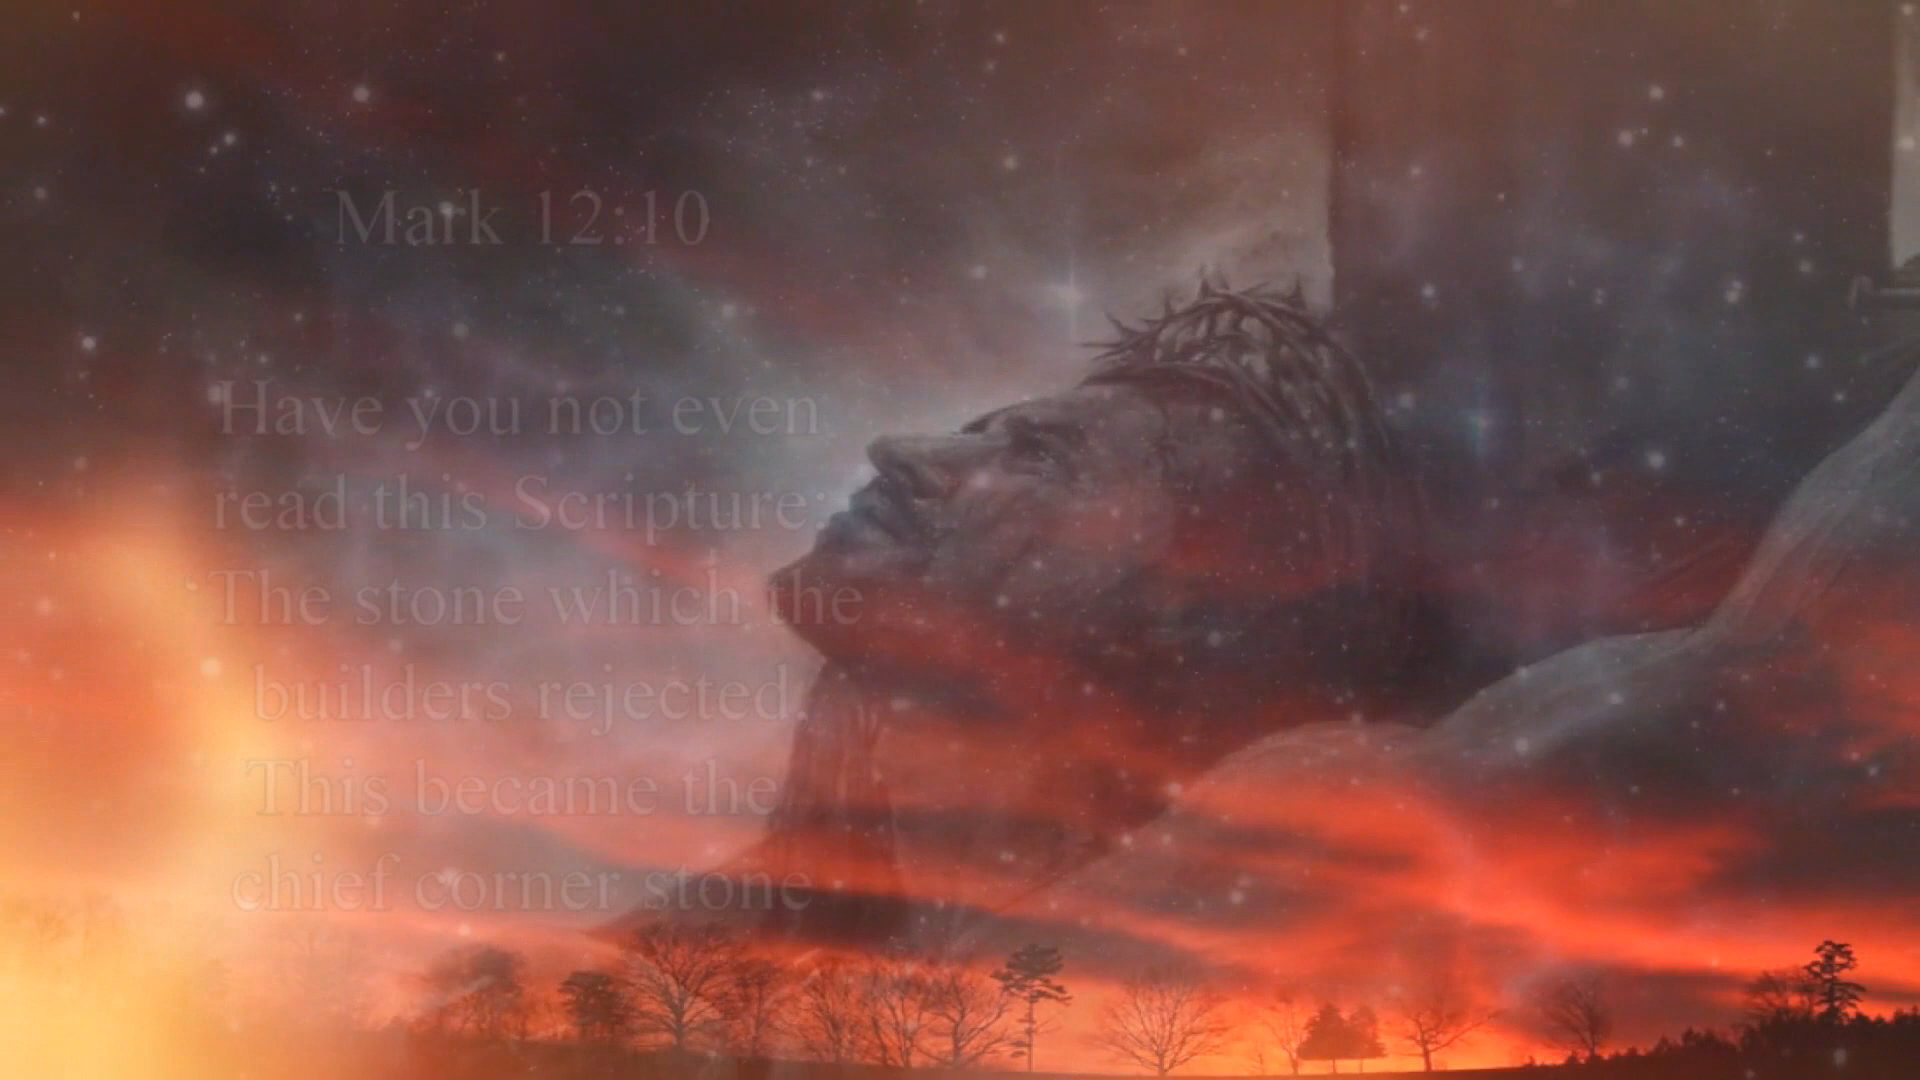 Mark 12:10
Have you not even
read this Scripture:
‘The stone which the
builders rejected.
This became the
chief corner stone